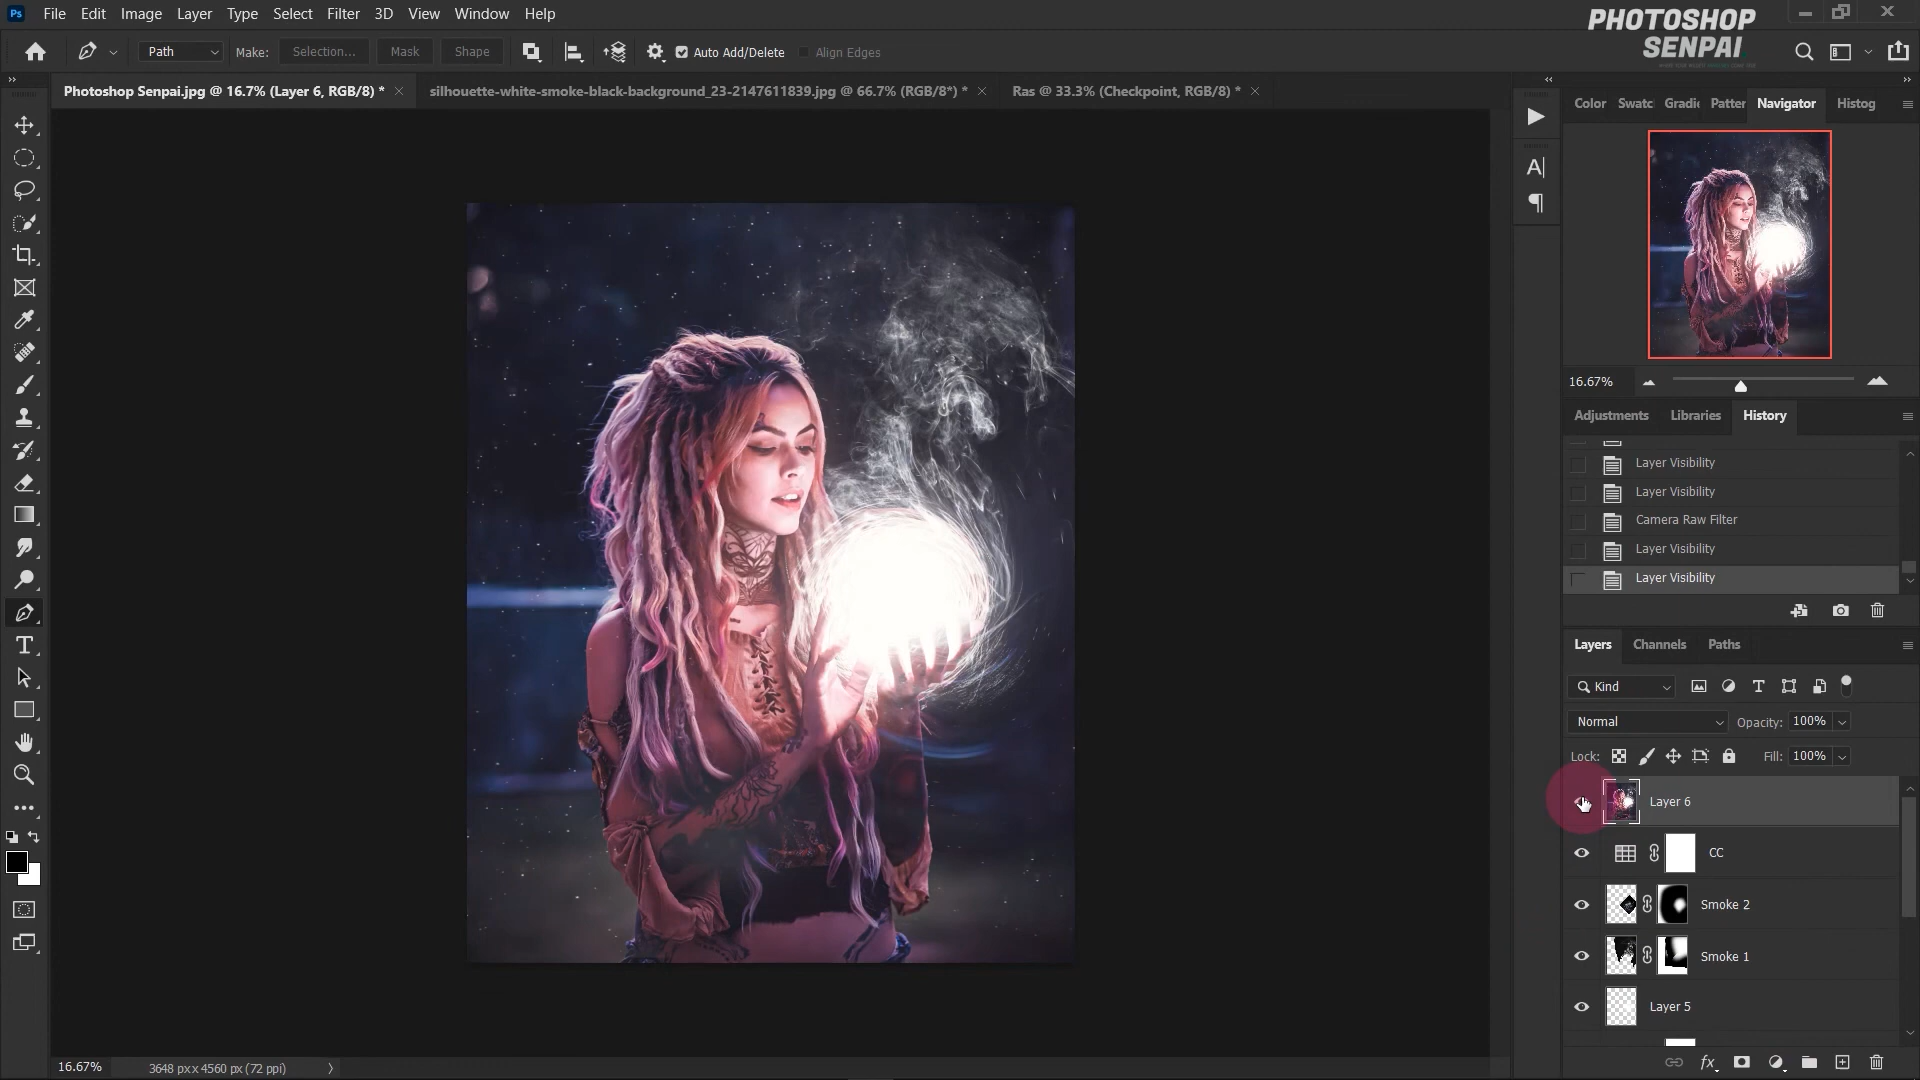 Ps File Edit Image Layer Type Select Filter 3D View Window Help
PHOTOSHOP
SENPAI
Path Make: Selection... Mask Shape Auto Add/Delete Align Edges
Photoshop Senpai.jpg @ 16.7% (Layer 6, RGB/8) * silhouette-white-smoke-black-background_23-2147611839.jpg @ 66.7% (RGB/8*) * Ras @ 33.3% (Checkpoint, RGB/8) *
Color Swatc Gradie Patter Navigator Histog
16.67%
Adjustments Libraries History
Layer Visibility
Layer Visibility
Camera Raw Filter
Layer Visibility
Layer Visibility
Layers Channels Paths
Kind
Normal Opacity: 100%
Lock: Fill: 100%
Layer 6
CC
Smoke 2
Smoke 1
Layer 5
16.67% 3648 px x 4560 px (72 ppi)